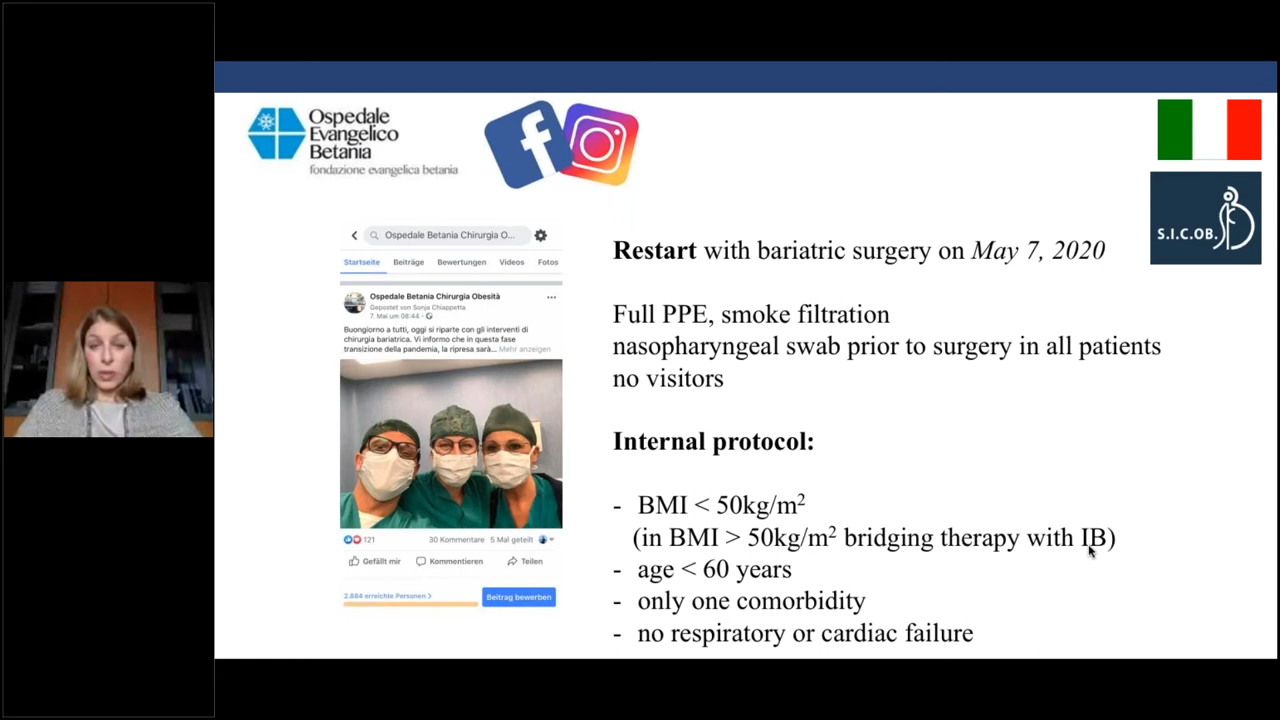 Ospedale
Evangelico
Betania
fondazione evangelica betania
S.I.C.OB.
Ospedale Betania Chirurgia O...
Startseite Beiträge Bewertungen Videos Fotos
Ospedale Betania Chirurgia Obesità
Gepostet von Sonja Chiappetta
7. Mai um 08:44
Buongiorno a tutti, oggi si riparte con gli interventi di
chirurgia bariatrica. Vi informo che in questa fase
transizione della pandemia, la ripresa sarà... Mehr anzeigen
121 30 Kommentare 5 Mal geteilt
Gefällt mir Kommentieren Teilen
2.884 erreichte Personen >
Beitrag bewerben
Restart with bariatric surgery on May 7, 2020
Full PPE, smoke filtration
nasopharyngeal swab prior to surgery in all patients
no visitors
Internal protocol:
- BMI < 50kg/m²
(in BMI > 50kg/m² bridging therapy with IB)
- age < 60 years
- only one comorbidity
- no respiratory or cardiac failure